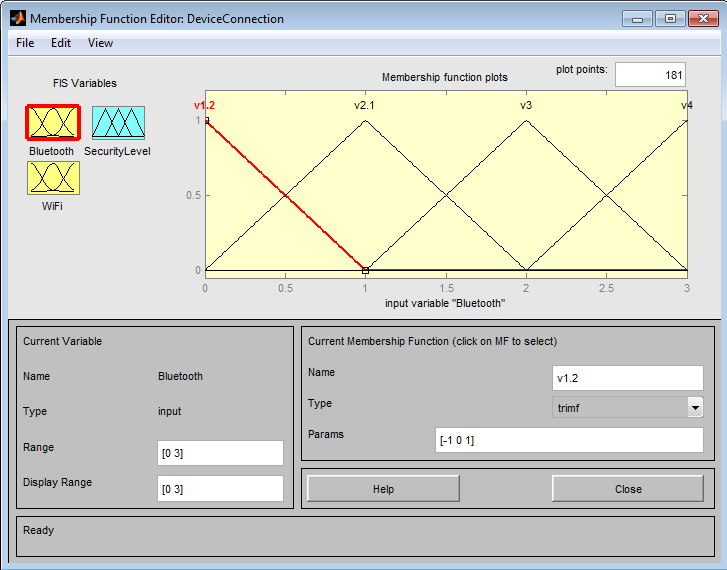 Membership Function Editor: DeviceConnection
File Edit View
FIS Variables
Membership function plots
plot points: 181
Bluetooth SecurityLevel
WiFi
v1.2 v2.1 v3 v4
1
0.5
0
0 0.5 1 1.5 2 2.5 3
input variable "Bluetooth"
Current Variable
Name Bluetooth
Type input
Range [0 3]
Display Range [0 3]
Current Membership Function (click on MF to select)
Name v1.2
Type trimf
Params [-1 0 1]
Help Close
Ready